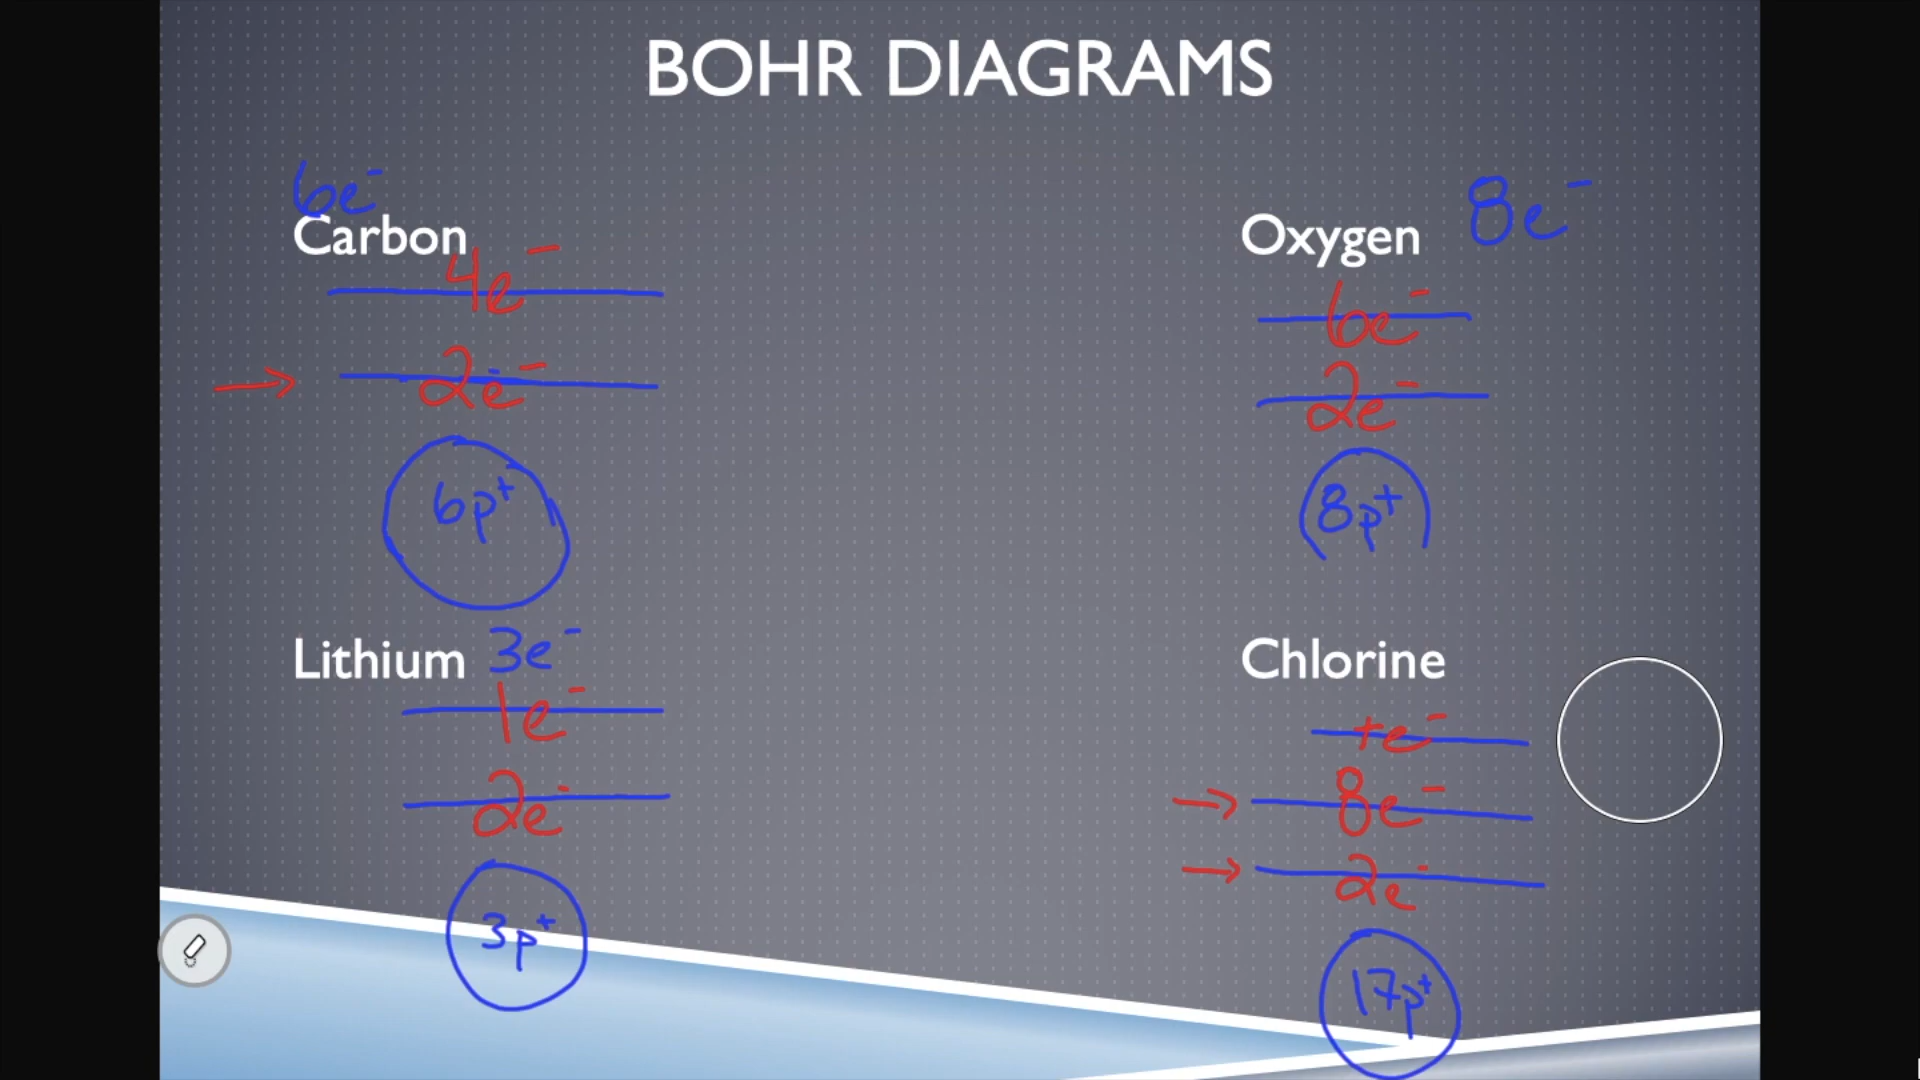 BOHR DIAGRAMS
6e⁻
Carbon
4e⁻
2e⁻
6p⁺
Oxygen 8e⁻
6e⁻
2e⁻
8p⁺
Lithium 3e⁻
1e⁻
2e⁻
3p⁺
Chlorine
7e⁻
8e⁻
2e⁻
17p⁺